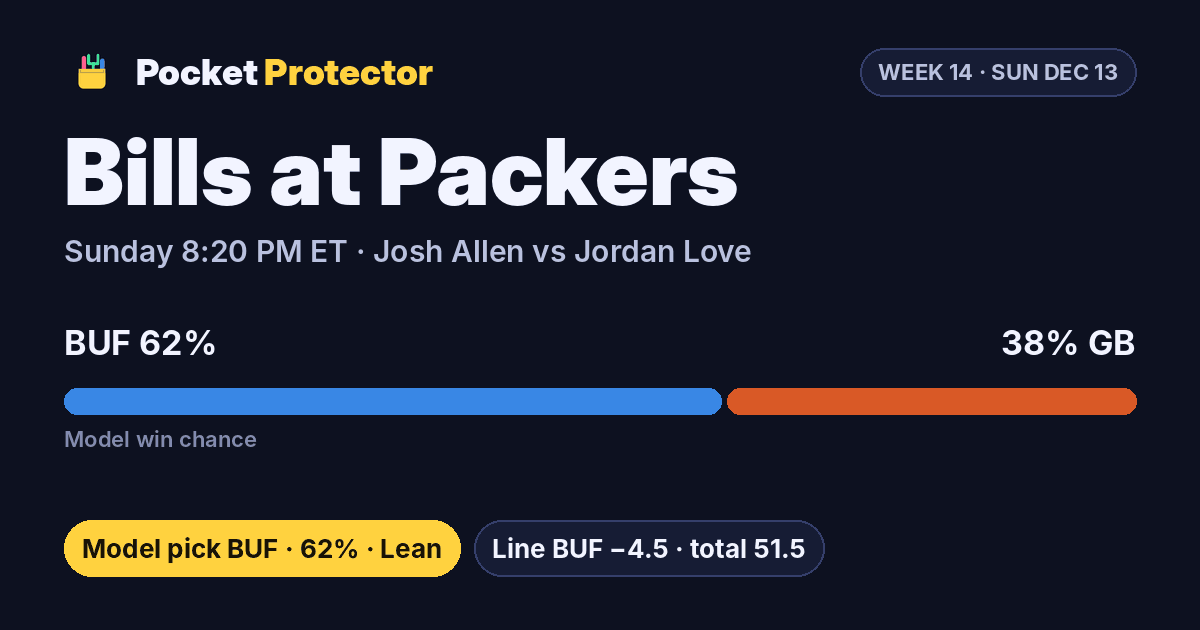 Pocket Protector
WEEK 14 · SUN DEC 13
Bills at Packers
Sunday 8:20 PM ET · Josh Allen vs Jordan Love
BUF 62%
38% GB
Model win chance
Model pick BUF · 62% · Lean
Line BUF −4.5 · total 51.5